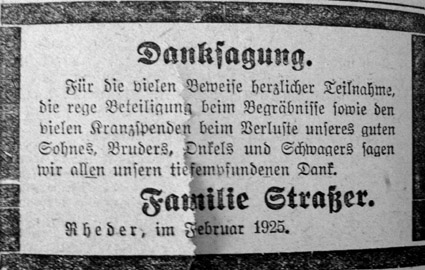 Danksagung.
Für die vielen Beweise herzlicher Teilnahme,
die rege Beteiligung beim Begräbnisse sowie den
vielen Kranzspenden beim Verluste unseres guten
Sohnes, Bruders, Onkels und Schwagers sagen
wir allen unsern tiefempfundenen Dank.
Familie Straßer.
Rheder, im Februar 1925.